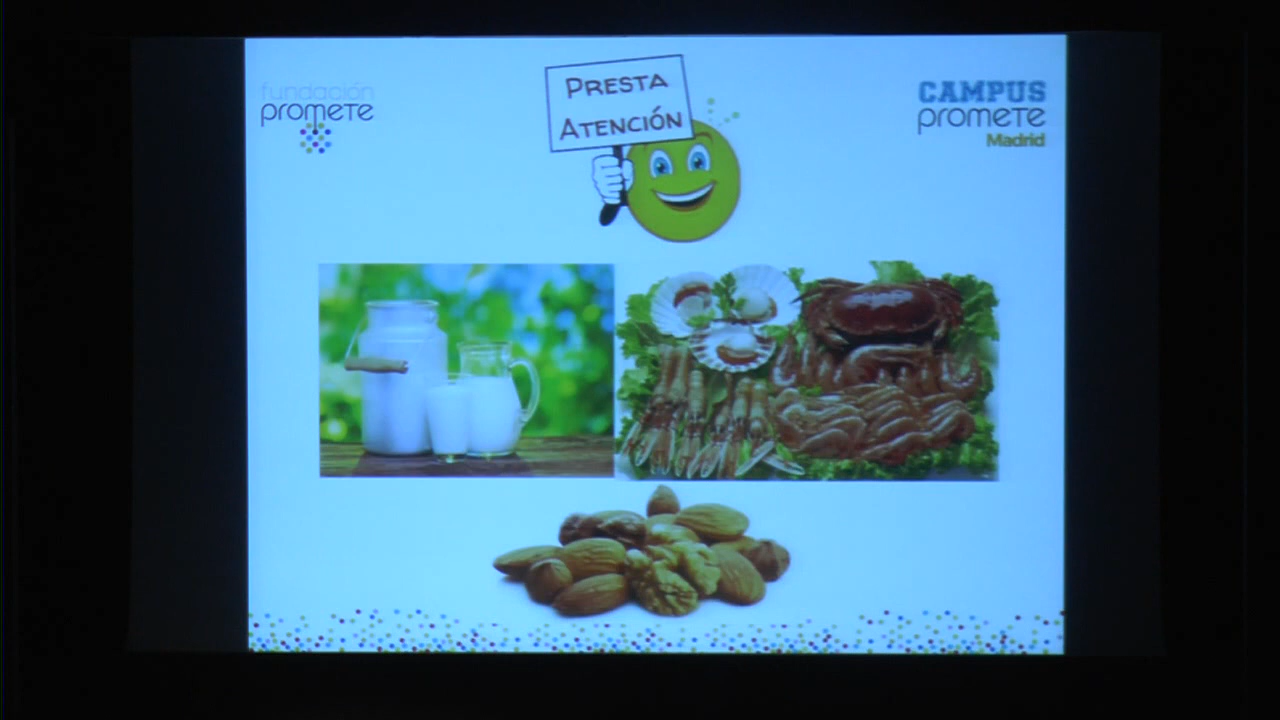 fundación
promete
PRESTA
ATENCIÓN
CAMPUS
promete
Madrid